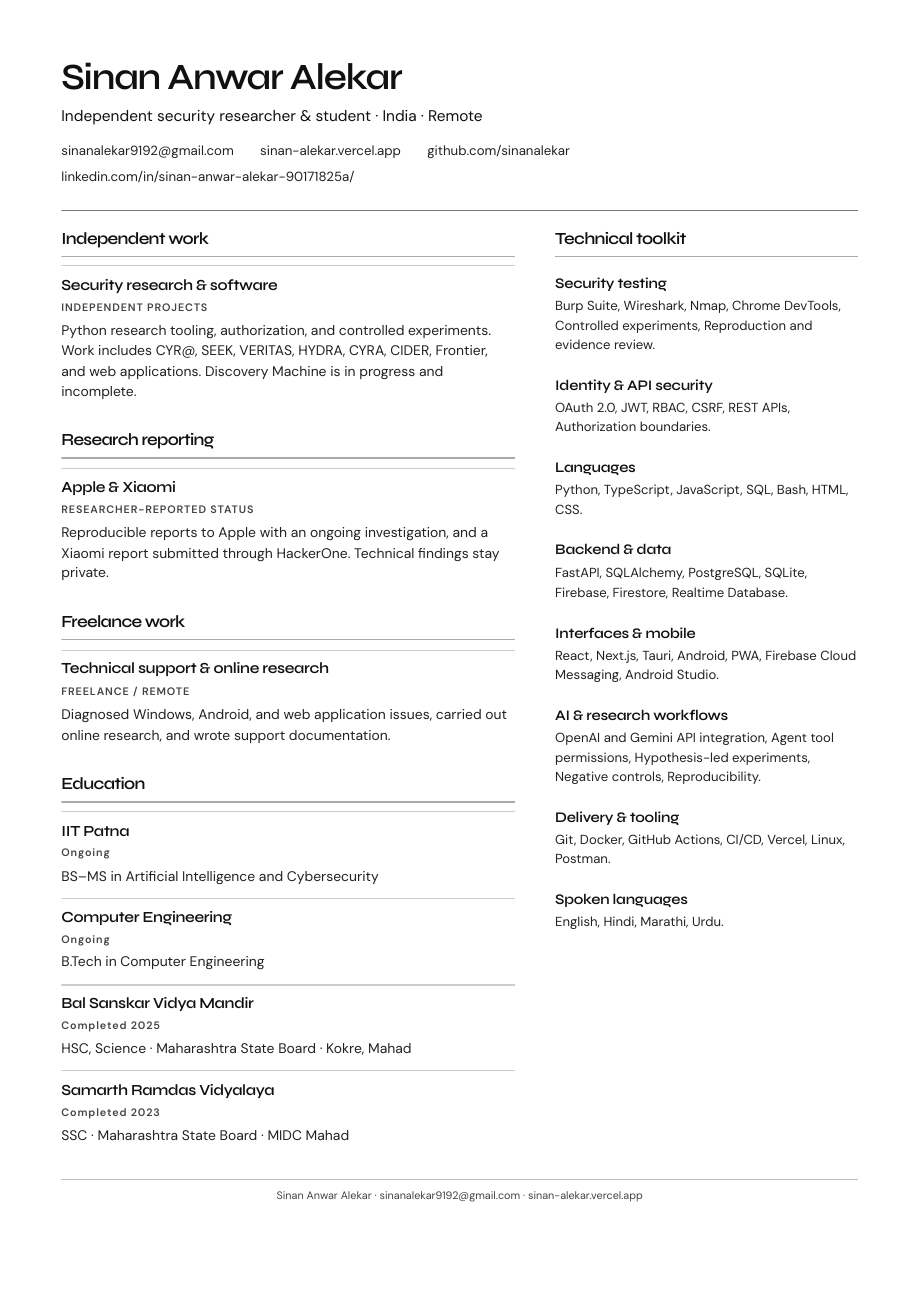 Sinan Anwar Alekar
Independent security researcher & student · India · Remote
sinanalekar9192@gmail.com sinan-alekar.vercel.app github.com/sinanalekar
linkedin.com/in/sinan-anwar-alekar-90171825a/
Independent work
Security research & software
INDEPENDENT PROJECTS
Python research tooling, authorization, and controlled experiments.
Work includes CYR@, SEEK, VERITAS, HYDRA, CYRA, CIDER, Frontier,
and web applications. Discovery Machine is in progress and
incomplete.
Research reporting
Apple & Xiaomi
RESEARCHER-REPORTED STATUS
Reproducible reports to Apple with an ongoing investigation, and a
Xiaomi report submitted through HackerOne. Technical findings stay
private.
Freelance work
Technical support & online research
FREELANCE / REMOTE
Diagnosed Windows, Android, and web application issues, carried out
online research, and wrote support documentation.
Education
IIT Patna
Ongoing
BS–MS in Artificial Intelligence and Cybersecurity
Computer Engineering
Ongoing
B.Tech in Computer Engineering
Bal Sanskar Vidya Mandir
Completed 2025
HSC, Science · Maharashtra State Board · Kokre, Mahad
Samarth Ramdas Vidyalaya
Completed 2023
SSC · Maharashtra State Board · MIDC Mahad
Technical toolkit
Security testing
Burp Suite, Wireshark, Nmap, Chrome DevTools,
Controlled experiments, Reproduction and
evidence review.
Identity & API security
OAuth 2.0, JWT, RBAC, CSRF, REST APIs,
Authorization boundaries.
Languages
Python, TypeScript, JavaScript, SQL, Bash, HTML,
CSS.
Backend & data
FastAPI, SQLAlchemy, PostgreSQL, SQLite,
Firebase, Firestore, Realtime Database.
Interfaces & mobile
React, Next.js, Tauri, Android, PWA, Firebase Cloud
Messaging, Android Studio.
AI & research workflows
OpenAI and Gemini API integration, Agent tool
permissions, Hypothesis-led experiments,
Negative controls, Reproducibility.
Delivery & tooling
Git, Docker, GitHub Actions, CI/CD, Vercel, Linux,
Postman.
Spoken languages
English, Hindi, Marathi, Urdu.
Sinan Anwar Alekar · sinanalekar9192@gmail.com · sinan-alekar.vercel.app